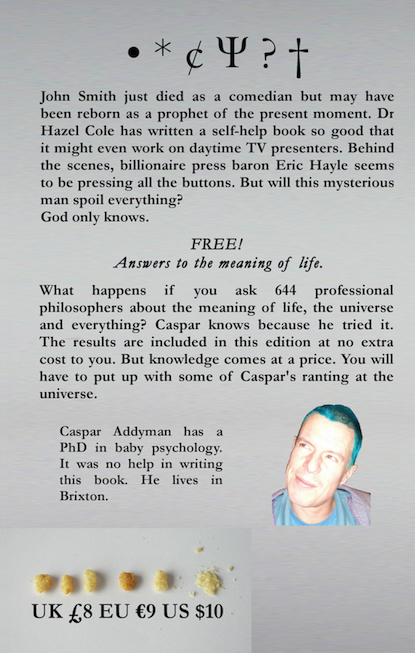 • * ¢ Ψ ? †
John Smith just died as a comedian but may have
been reborn as a prophet of the present moment. Dr
Hazel Cole has written a self-help book so good that
it might even work on daytime TV presenters. Behind
the scenes, billionaire press baron Eric Hayle seems
to be pressing all the buttons. But will this mysterious
man spoil everything?
God only knows.
FREE!
Answers to the meaning of life.
What happens if you ask 644 professional
philosophers about the meaning of life, the universe
and everything? Caspar knows because he tried it.
The results are included in this edition at no extra
cost to you. But knowledge comes at a price. You will
have to put up with some of Caspar's ranting at the
universe.
Caspar Addyman has a
PhD in baby psychology.
It was no help in writing
this book. He lives in
Brixton.
UK £8 EU €9 US $10